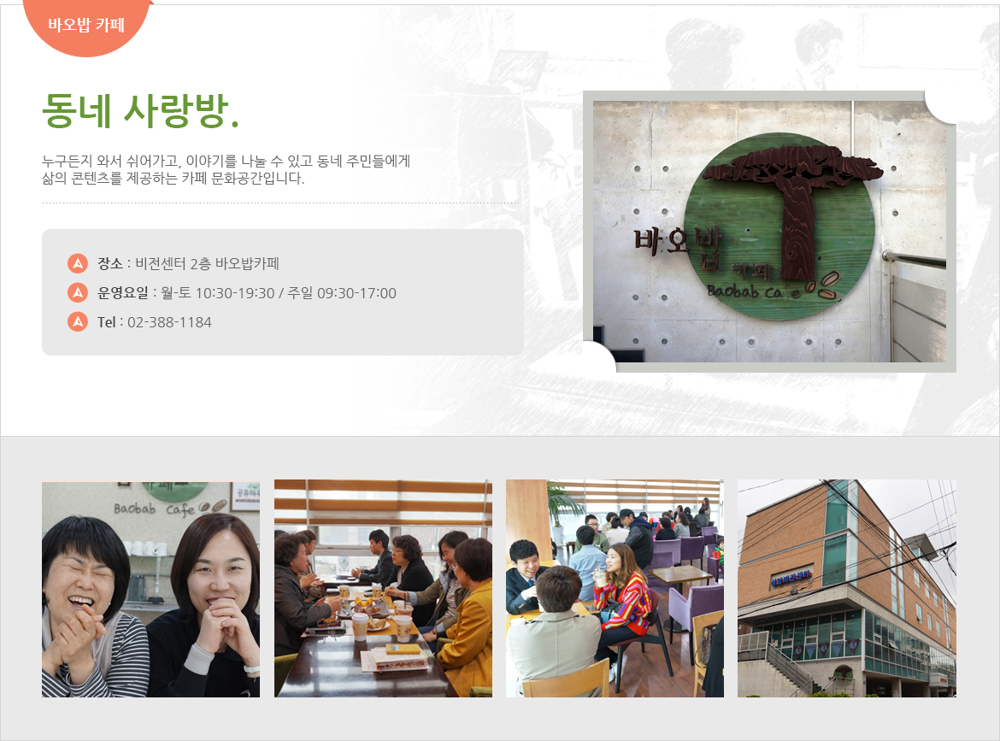 바오밥 카페
동네 사랑방.
누구든지 와서 쉬어가고, 이야기를 나눌 수 있고 동네 주민들에게
삶의 콘텐츠를 제공하는 카페 문화공간입니다.
장소 : 비전센터 2층 바오밥카페
운영요일 : 월-토 10:30-19:30 / 주일 09:30-17:00
Tel : 02-388-1184
바오밥
카페
Baobab Cafe
Baobab Cafe